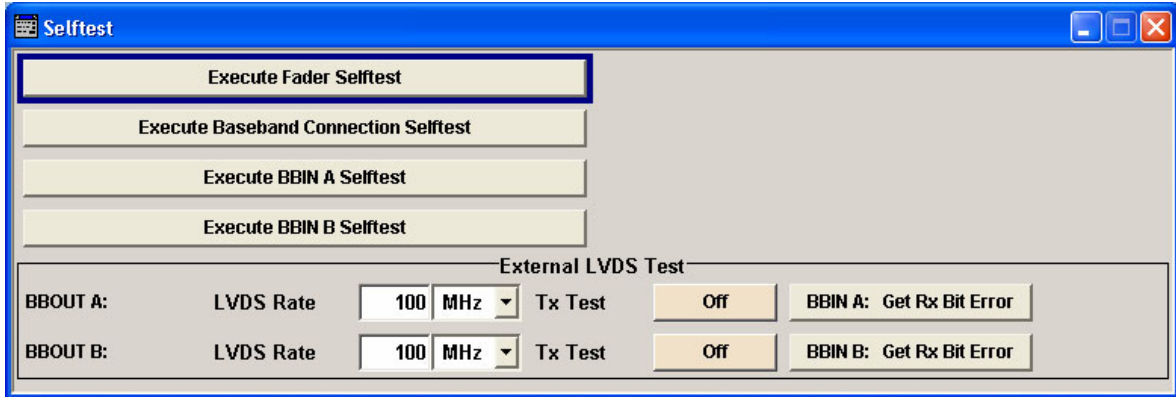 Selftest
Execute Fader Selftest
Execute Baseband Connection Selftest
Execute BBIN A Selftest
Execute BBIN B Selftest
External LVDS Test
BBOUT A: LVDS Rate 100 MHz Tx Test Off BBIN A: Get Rx Bit Error
BBOUT B: LVDS Rate 100 MHz Tx Test Off BBIN B: Get Rx Bit Error